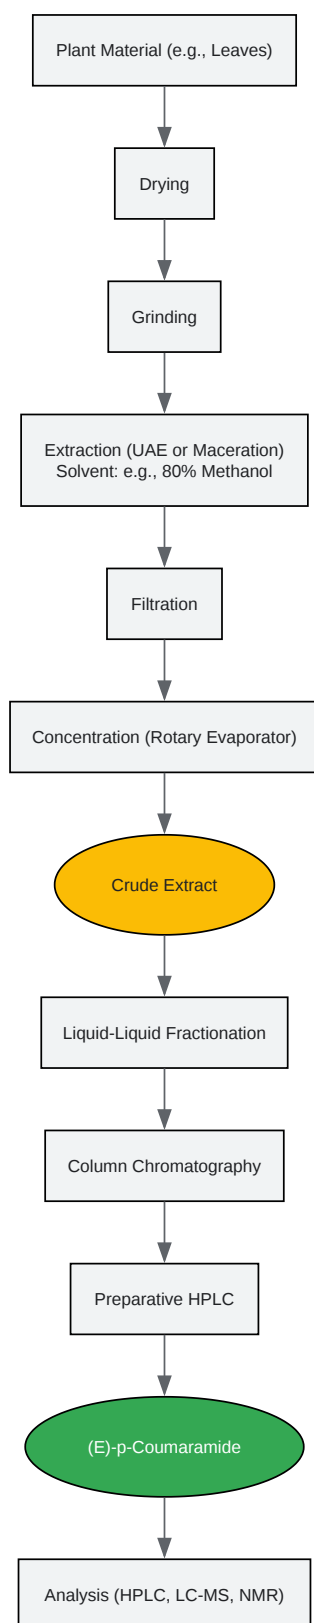 Plant Material (e.g., Leaves)
Drying
Grinding
Extraction (UAE or Maceration)
Solvent: e.g., 80% Methanol
Filtration
Concentration (Rotary Evaporator)
Crude Extract
Liquid-Liquid Fractionation
Column Chromatography
Preparative HPLC
(E)-p-Coumaramide
Analysis (HPLC, LC-MS, NMR)